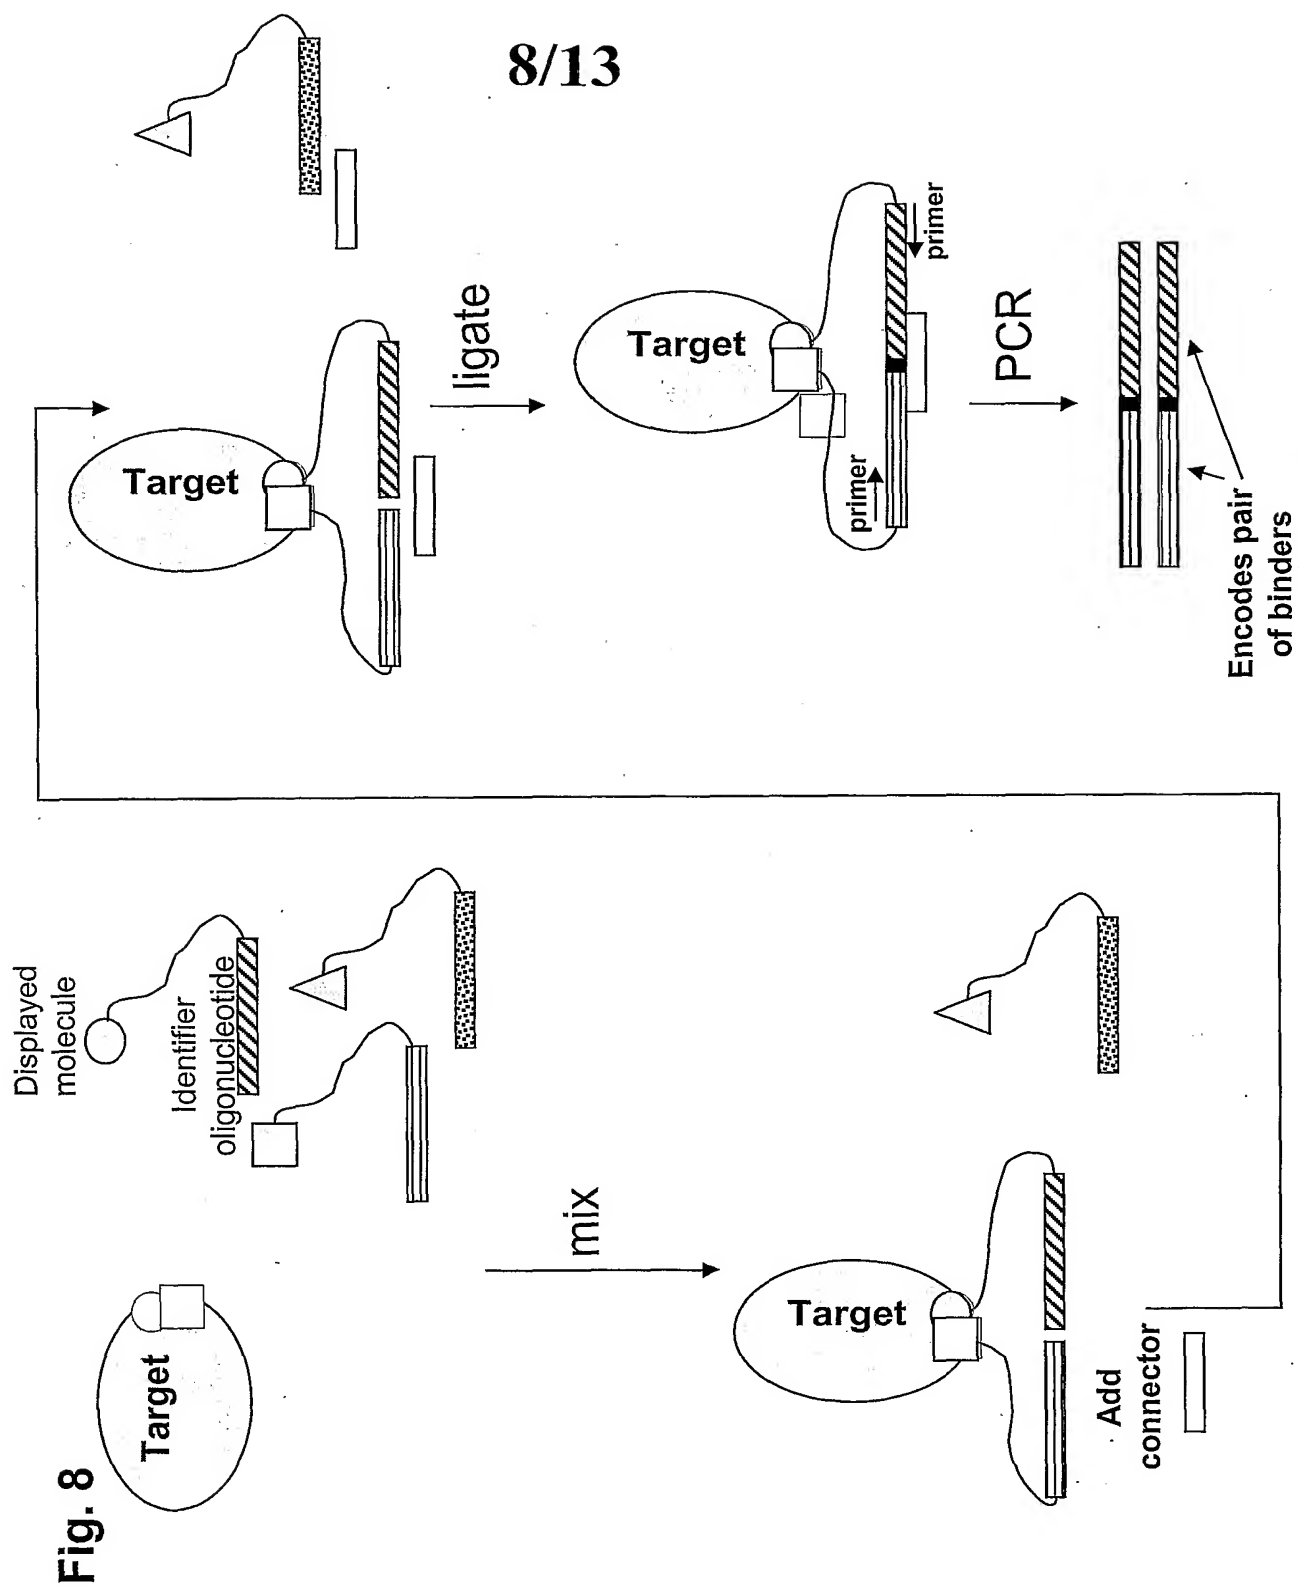 8/13
Fig. 8
Target
Displayed
molecule
Identifier
oligonucleotide
mix
Target
Add
connector
Target
ligate
Target
primer
primer
PCR
Encodes pair
of binders